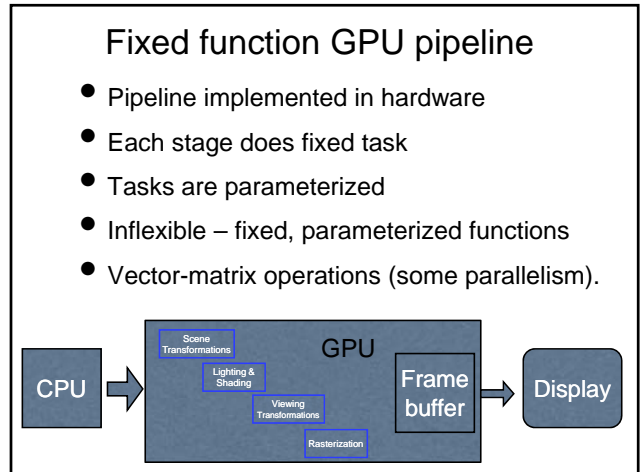 Fixed function GPU pipeline
• Pipeline implemented in hardware
• Each stage does fixed task
• Tasks are parameterized
• Inflexible – fixed, parameterized functions
• Vector-matrix operations (some parallelism).
CPU
GPU
Scene
Transformations
Lighting &
Shading
Viewing
Transformations
Rasterization
Frame
buffer
Display